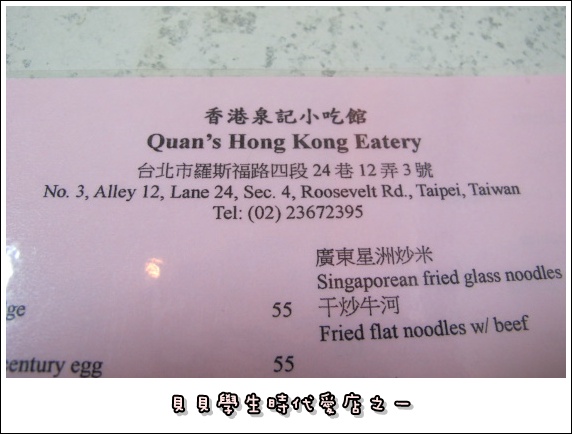 香港泉記小吃館
Quan's Hong Kong Eatery
台北市羅斯福路四段24巷12弄3號
No. 3, Alley 12, Lane 24, Sec. 4, Roosevelt Rd., Taipei, Taiwan
Tel: (02) 23672395
廣東星洲炒米
Singaporean fried glass noodles
55 干炒牛河
Fried flat noodles w/ beef
century egg 55
貝貝學生時代愛店之一